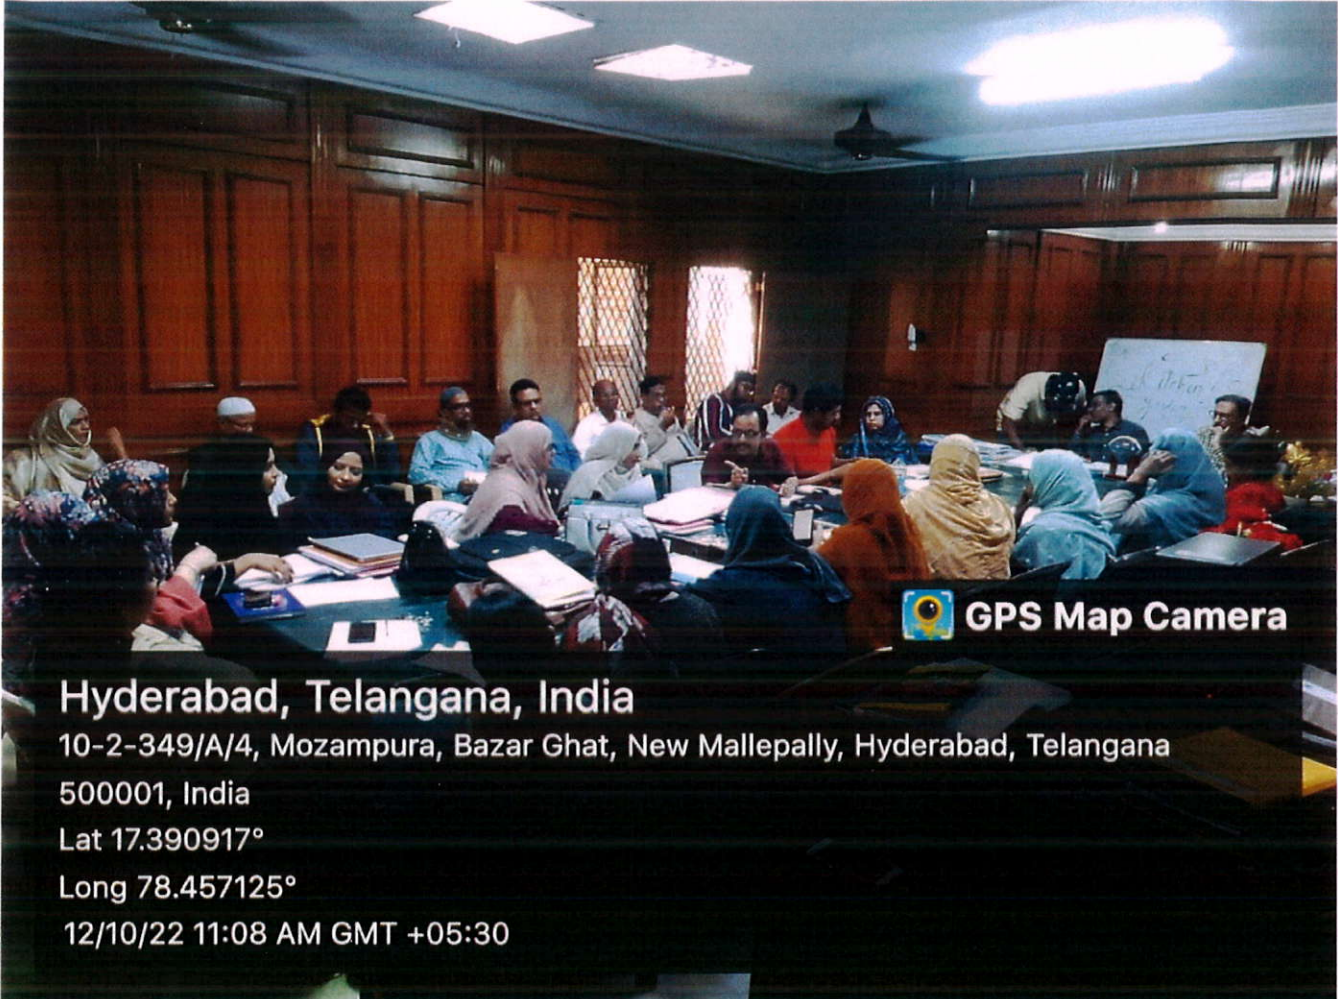 GPS Map Camera
Hyderabad, Telangana, India
10-2-349/A/4, Mozampura, Bazar Ghat, New Mallepally, Hyderabad, Telangana
500001, India
Lat 17.390917°
Long 78.457125°
12/10/22 11:08 AM GMT +05:30